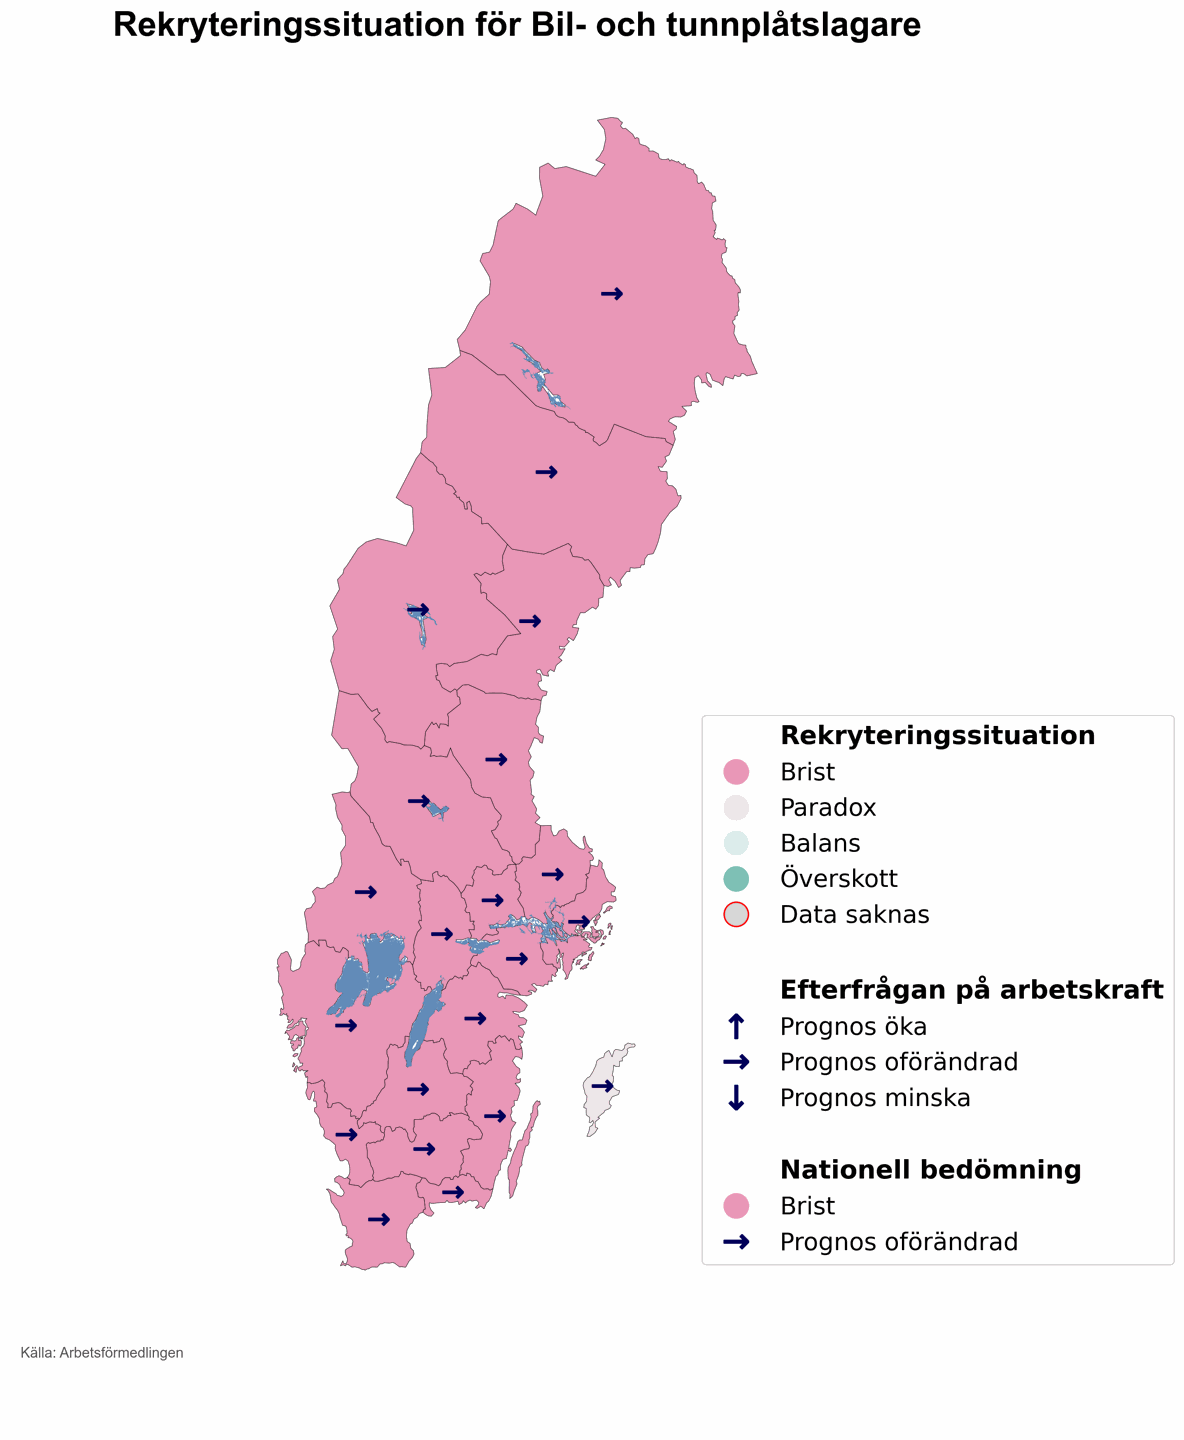 Rekryteringssituation för Bil- och tunnplåtslagare
Rekryteringssituation
Brist
Paradox
Balans
Överskott
Data saknas
Efterfrågan på arbetskraft
Prognos öka
Prognos oförändrad
Prognos minska
Nationell bedömning
Brist
Prognos oförändrad
Källa: Arbetsförmedlingen